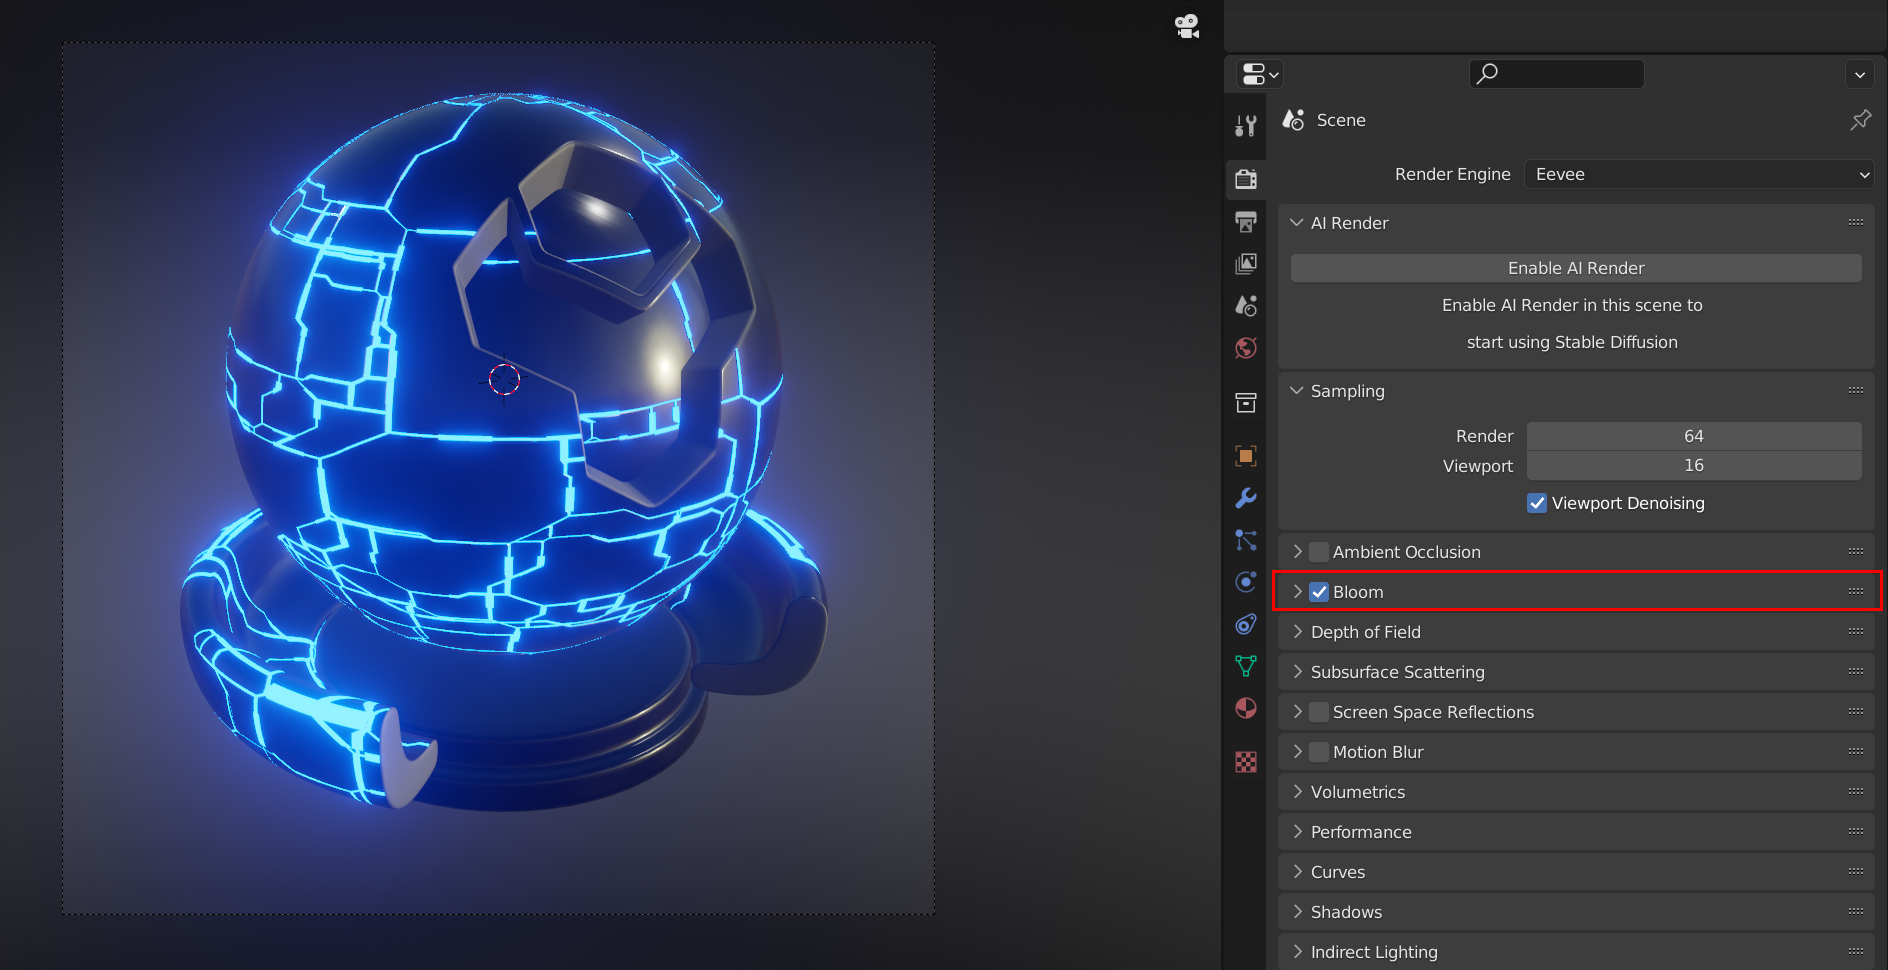 Scene
Render Engine Eevee
AI Render
Enable AI Render
Enable AI Render in this scene to
start using Stable Diffusion
Sampling
Render 64
Viewport 16
Viewport Denoising
Ambient Occlusion
Bloom
Depth of Field
Subsurface Scattering
Screen Space Reflections
Motion Blur
Volumetrics
Performance
Curves
Shadows
Indirect Lighting